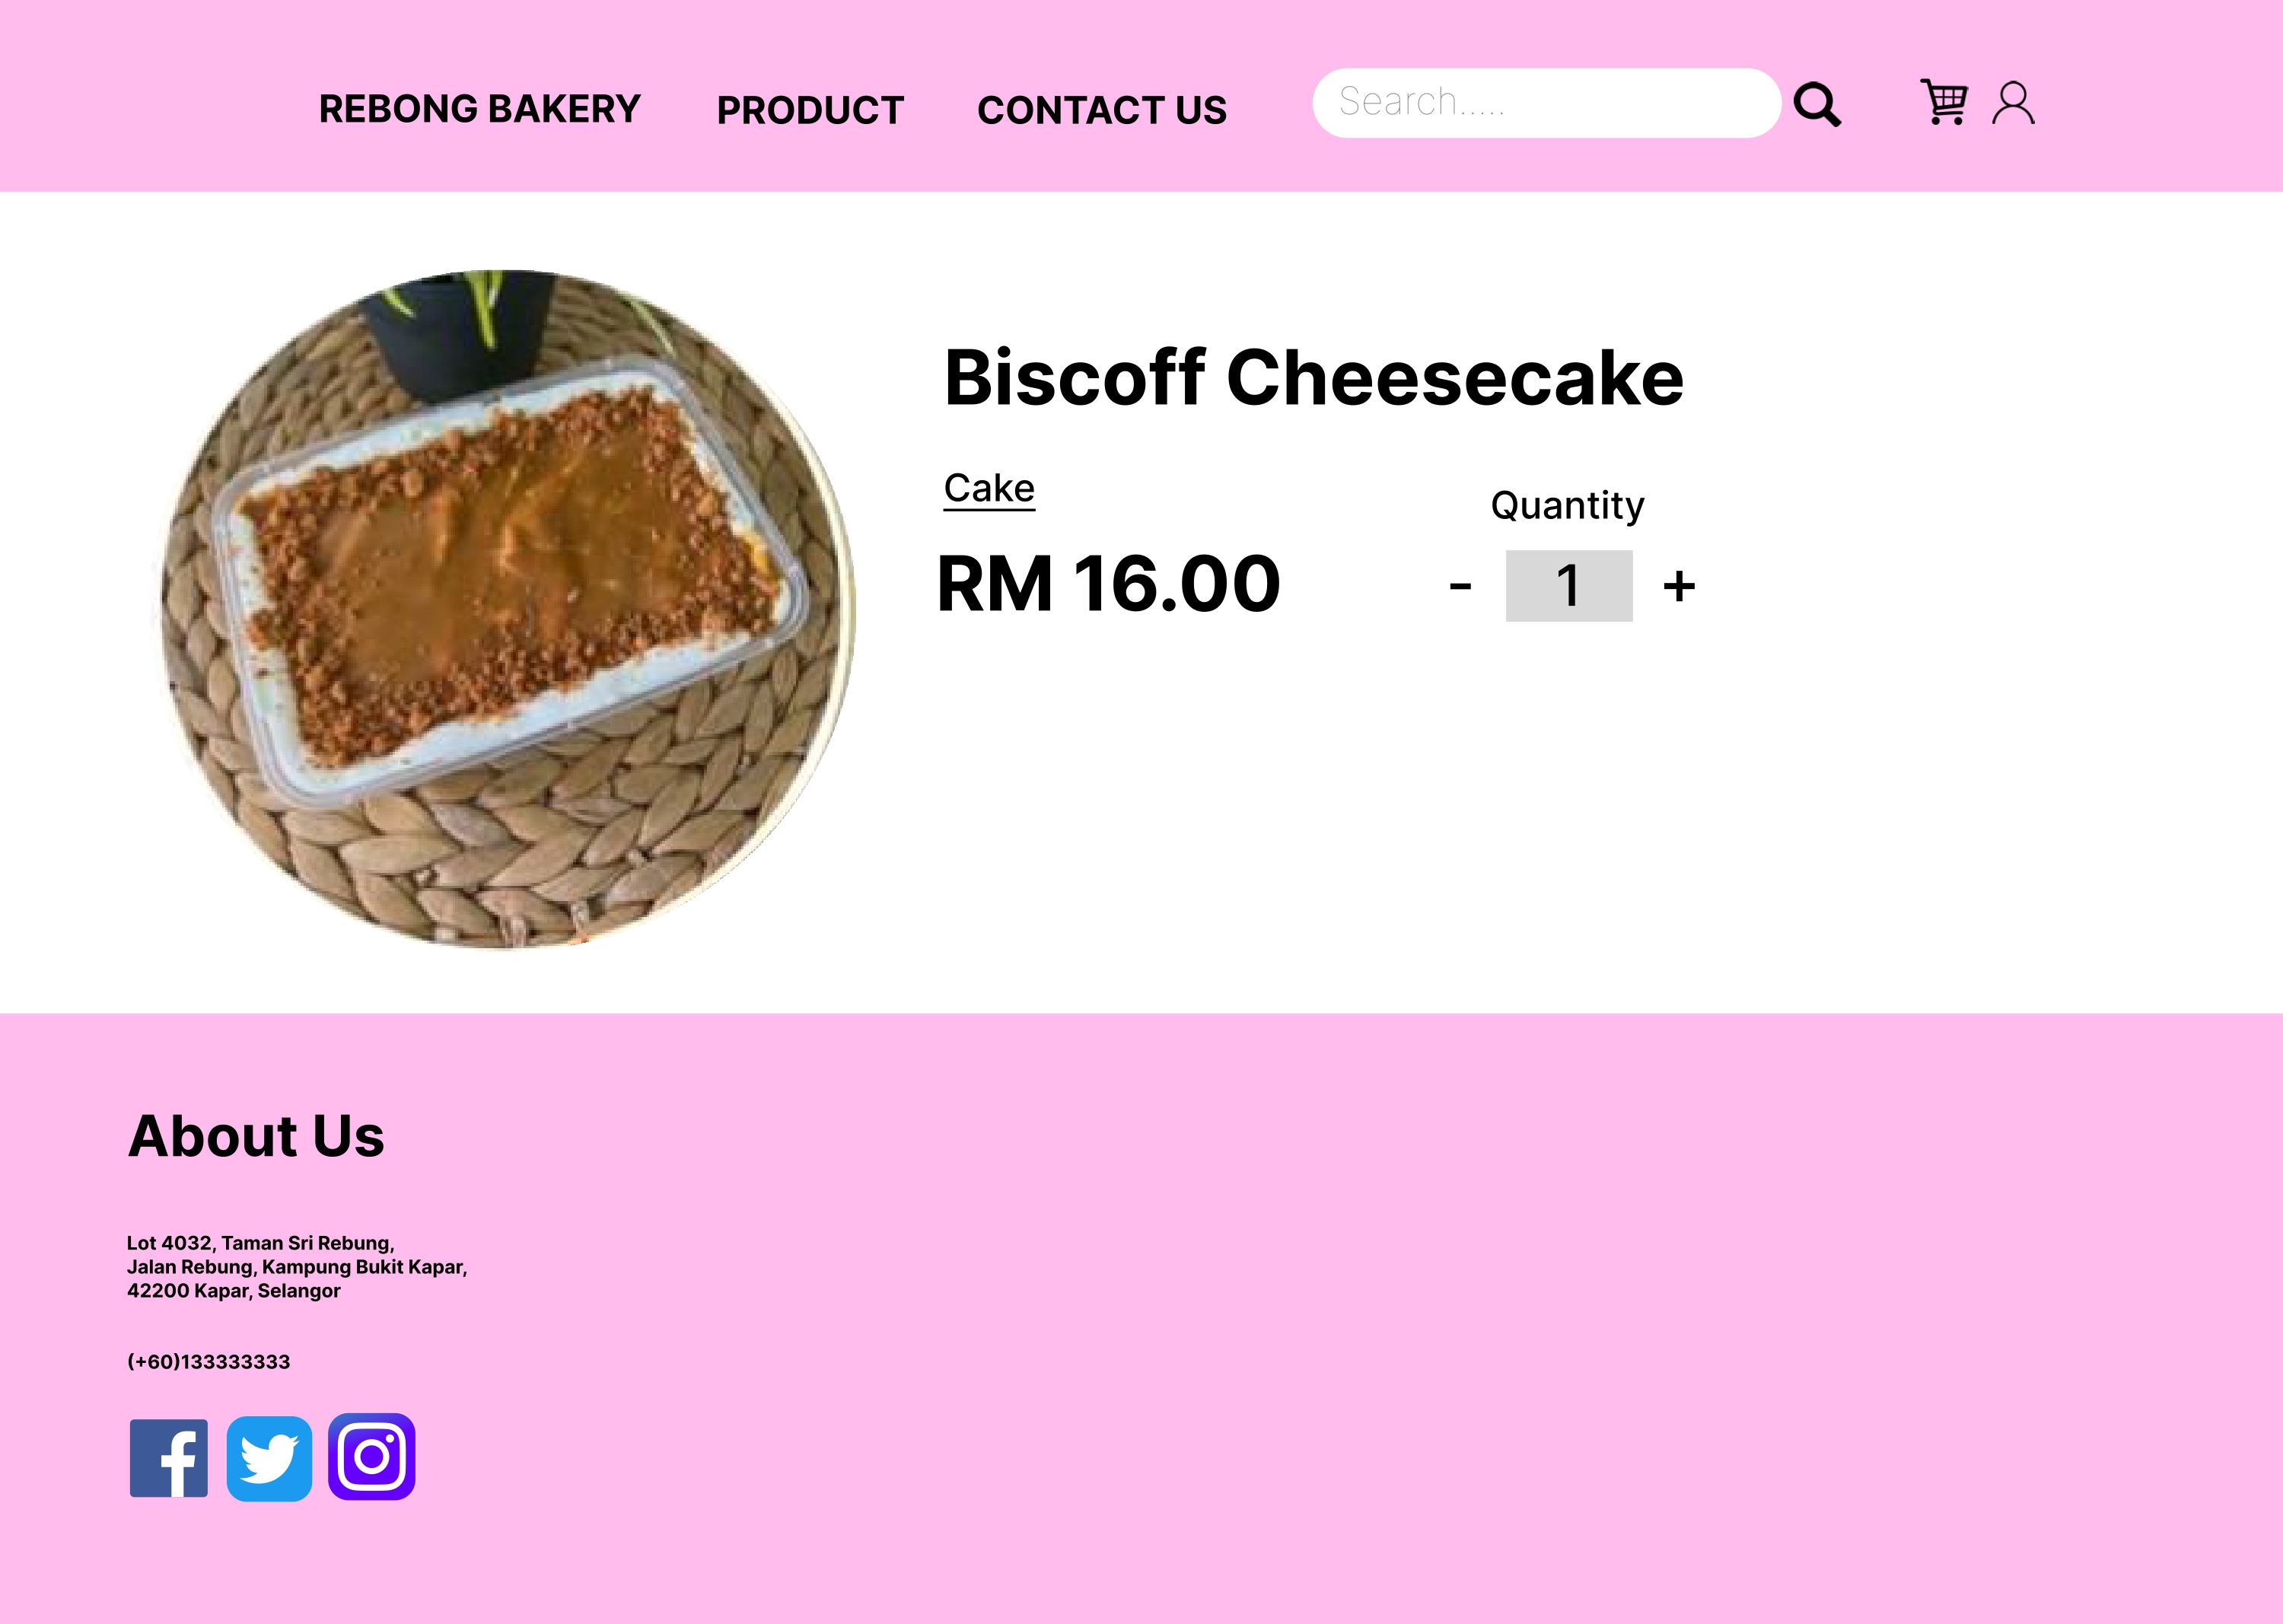 REBONG BAKERY PRODUCT CONTACT US Search.....
Biscoff Cheesecake
Cake
Quantity
RM 16.00 - 1 +
About Us
Lot 4032, Taman Sri Rebung,
Jalan Rebung, Kampung Bukit Kapar,
42200 Kapar, Selangor
(+60)133333333